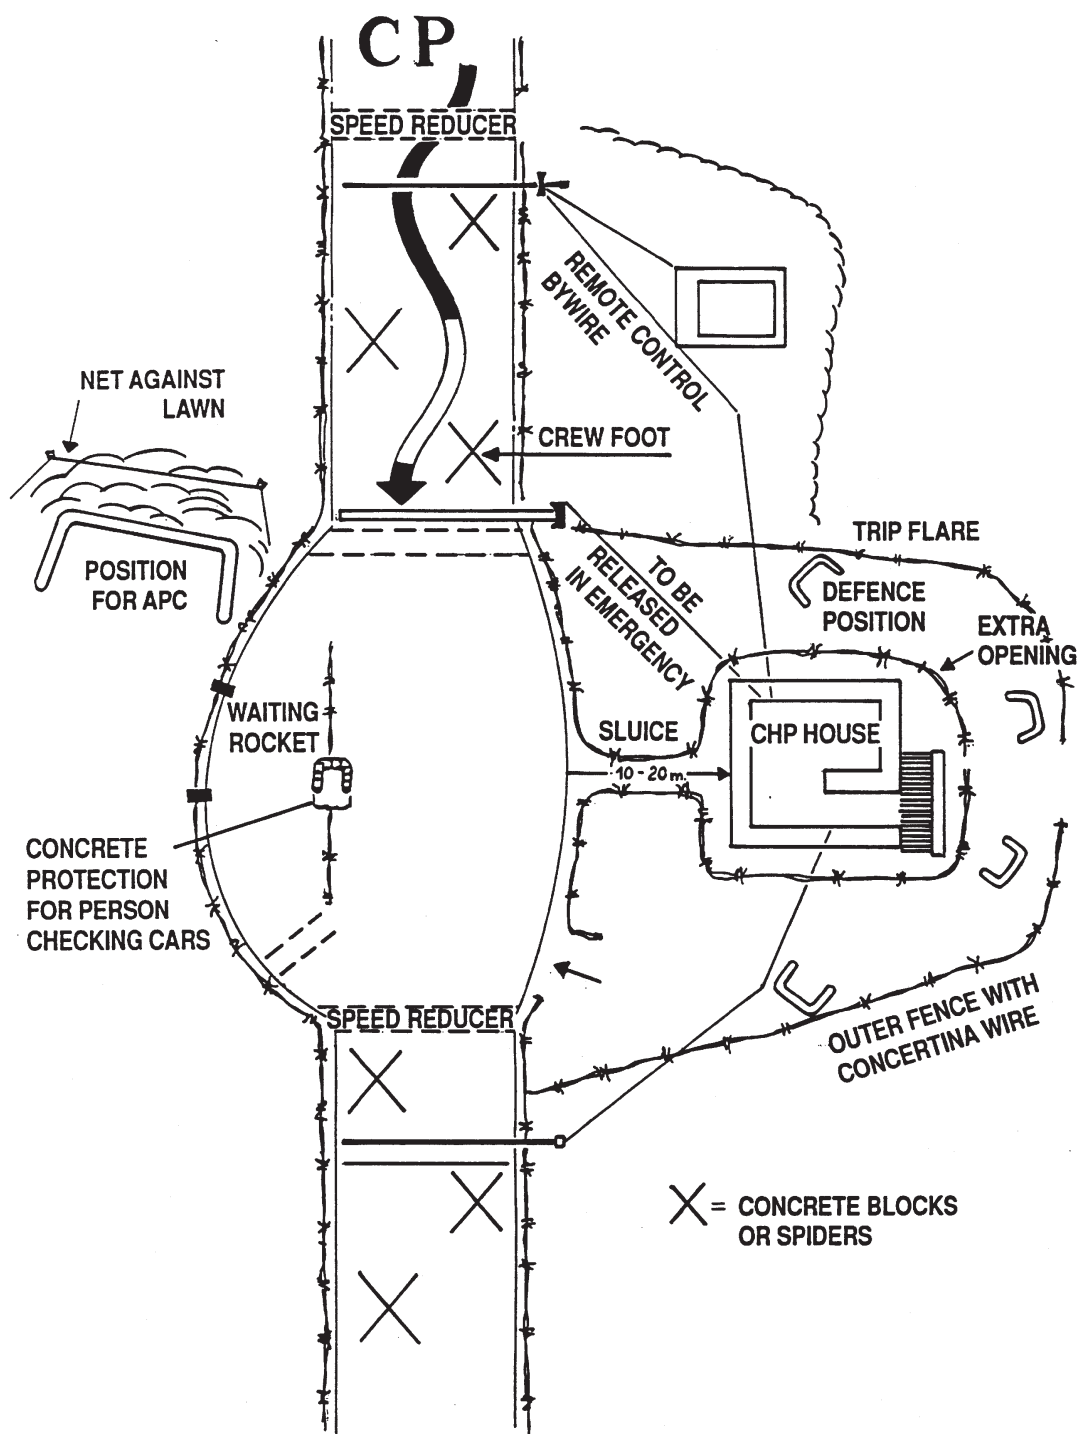 CP
SPEED REDUCER
REMOTE CONTROL
BYWIRE
NET AGAINST
LAWN
CREW FOOT
TRIP FLARE
POSITION
FOR APC
TO BE
RELEASED
IN EMERGENCY
DEFENCE
POSITION
EXTRA
OPENING
WAITING
ROCKET
SLUICE
CHP HOUSE
10-20m.
CONCRETE
PROTECTION
FOR PERSON
CHECKING CARS
SPEED REDUCER
OUTER FENCE WITH
CONCERTINA WIRE
= CONCRETE BLOCKS
OR SPIDERS